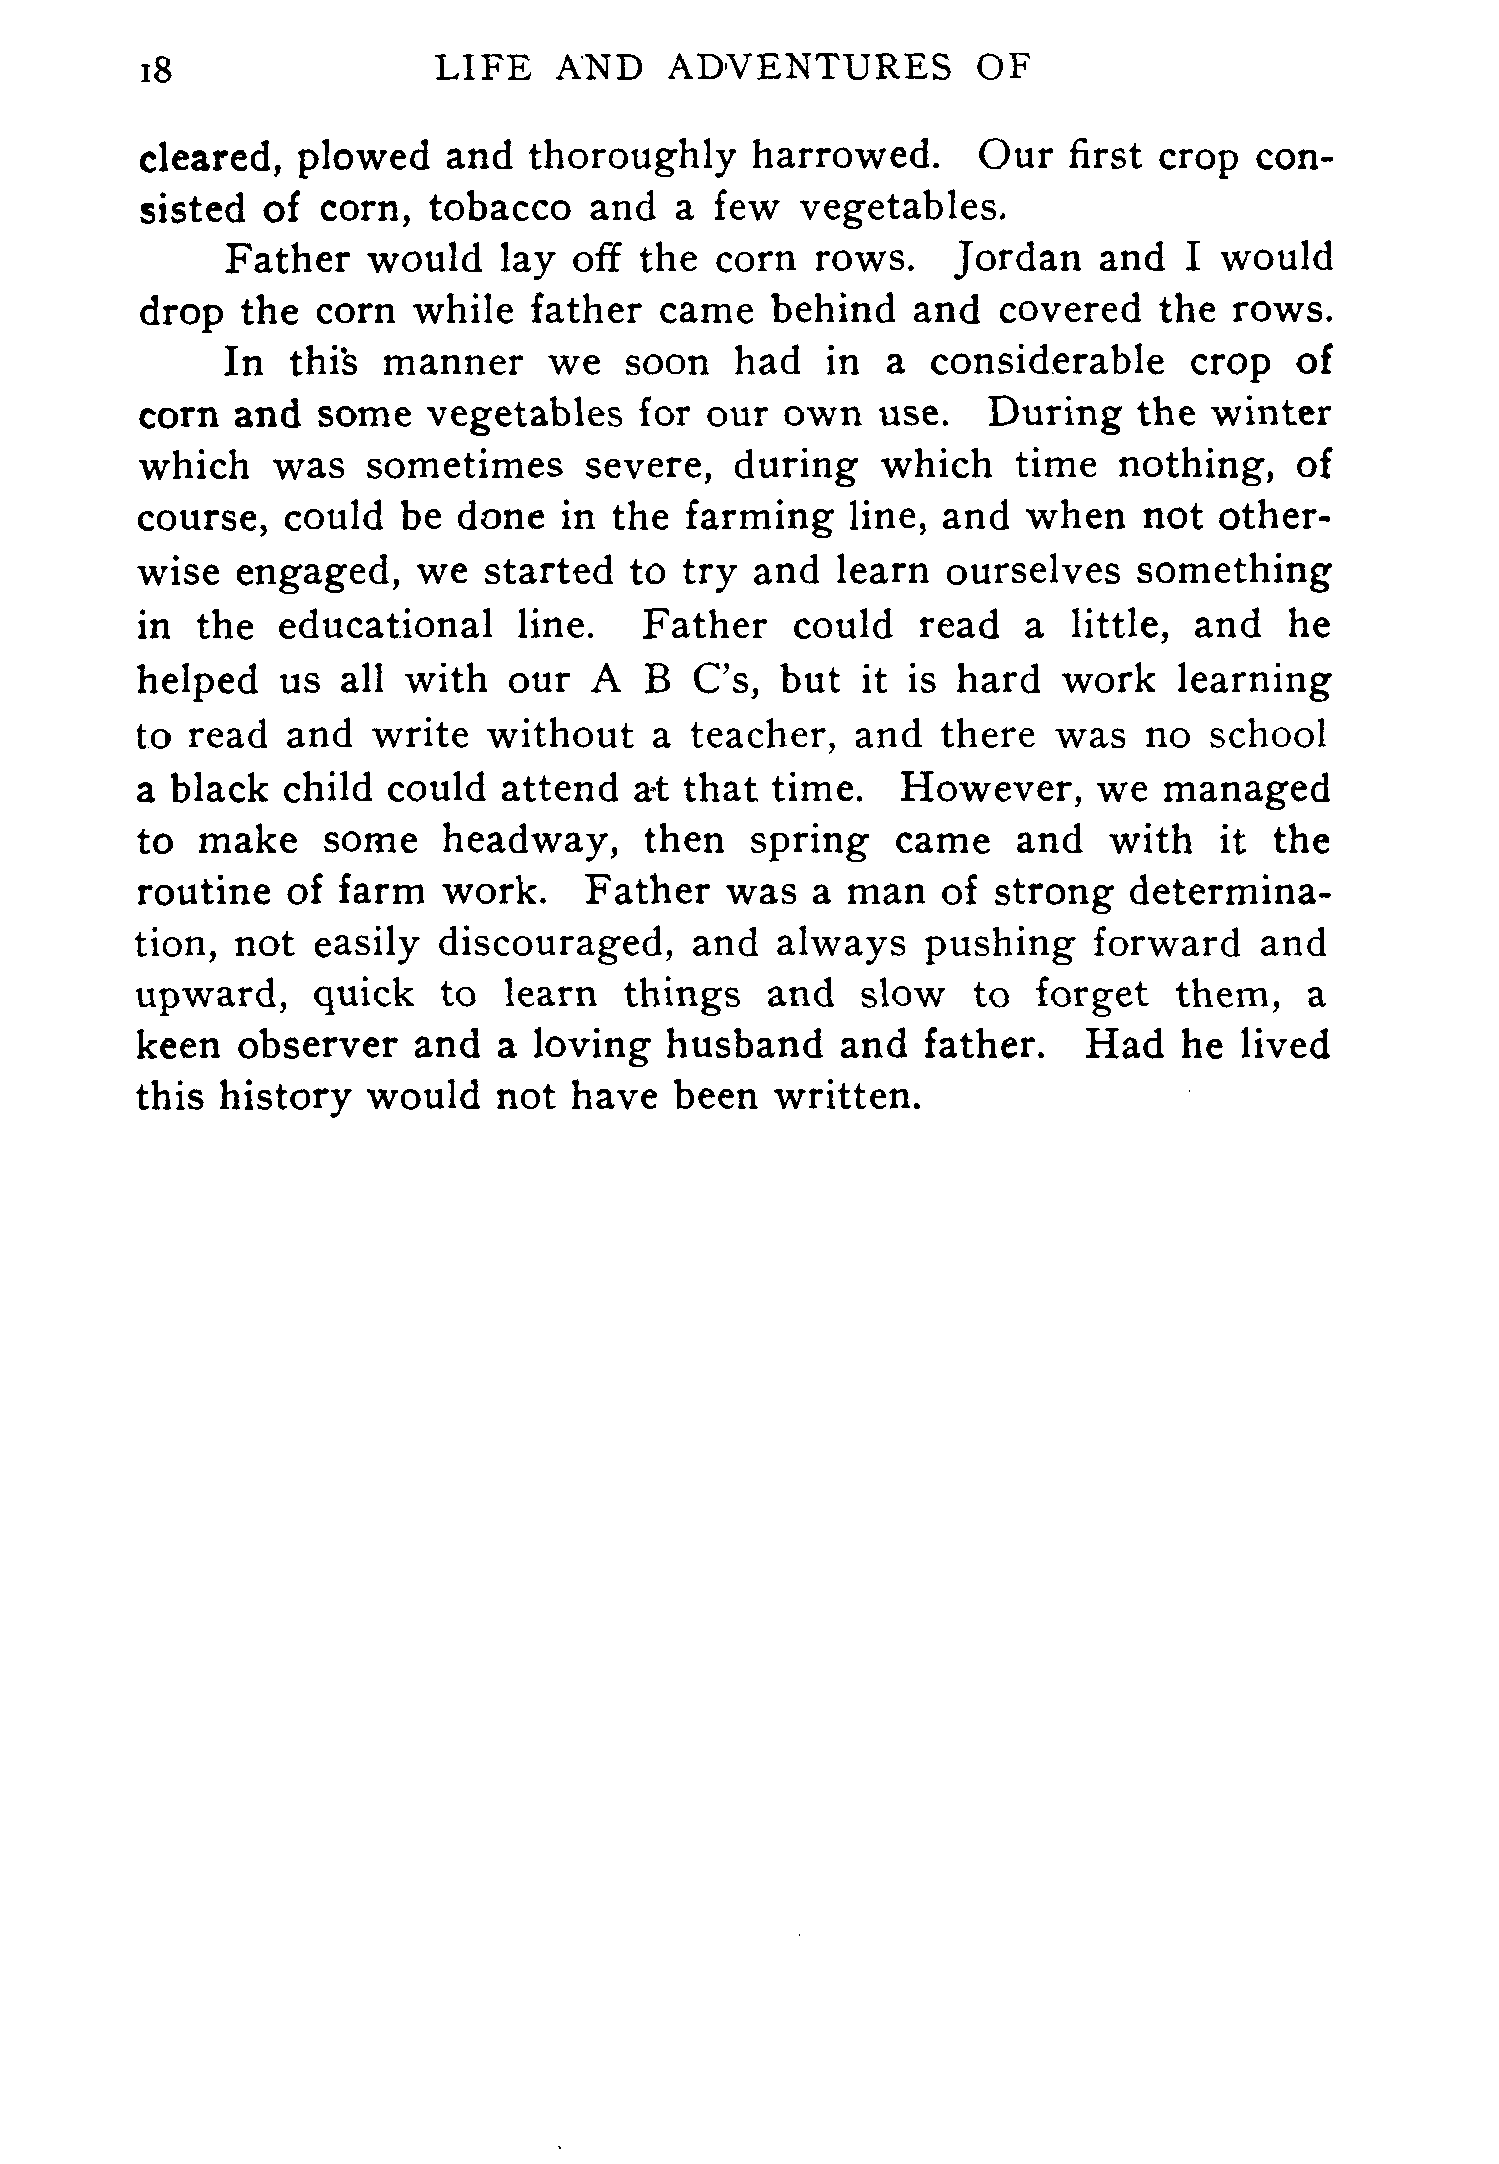 18 LIFE AND ADVENTURES OF
cleared, plowed and thoroughly harrowed. Our first crop con-
sisted of corn, tobacco and a few vegetables.
Father would lay off the corn rows. Jordan and I would
drop the corn while father came behind and covered the rows.
In this manner we soon had in a considerable crop of
corn and some vegetables for our own use. During the winter
which was sometimes severe, during which time nothing, of
course, could be done in the farming line, and when not other-
wise engaged, we started to try and learn ourselves something
in the educational line. Father could read a little, and he
helped us all with our A B C's, but it is hard work learning
to read and write without a teacher, and there was no school
a black child could attend at that time. However, we managed
to make some headway, then spring came and with it the
routine of farm work. Father was a man of strong determina-
tion, not easily discouraged, and always pushing forward and
upward, quick to learn things and slow to forget them, a
keen observer and a loving husband and father. Had he lived
this history would not have been written.